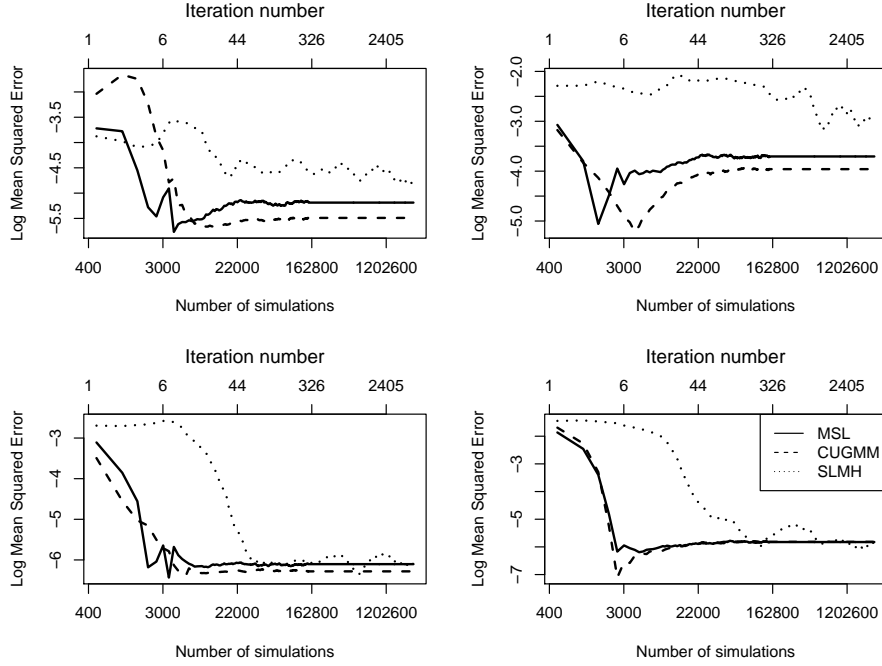 Iteration number
1 6 44 326 2405
Log Mean Squared Error
−3.5
−4.5
−5.5
400 3000 22000 162800 1202600
Number of simulations
Iteration number
1 6 44 326 2405
Log Mean Squared Error
−2.0
−3.0
−4.0
−5.0
400 3000 22000 162800 1202600
Number of simulations
Iteration number
1 6 44 326 2405
Log Mean Squared Error
−3
−4
−5
−6
400 3000 22000 162800 1202600
Number of simulations
Iteration number
1 6 44 326 2405
Log Mean Squared Error
−3
−5
−7
MSL
CUGMM
SLMH
400 3000 22000 162800 1202600
Number of simulations